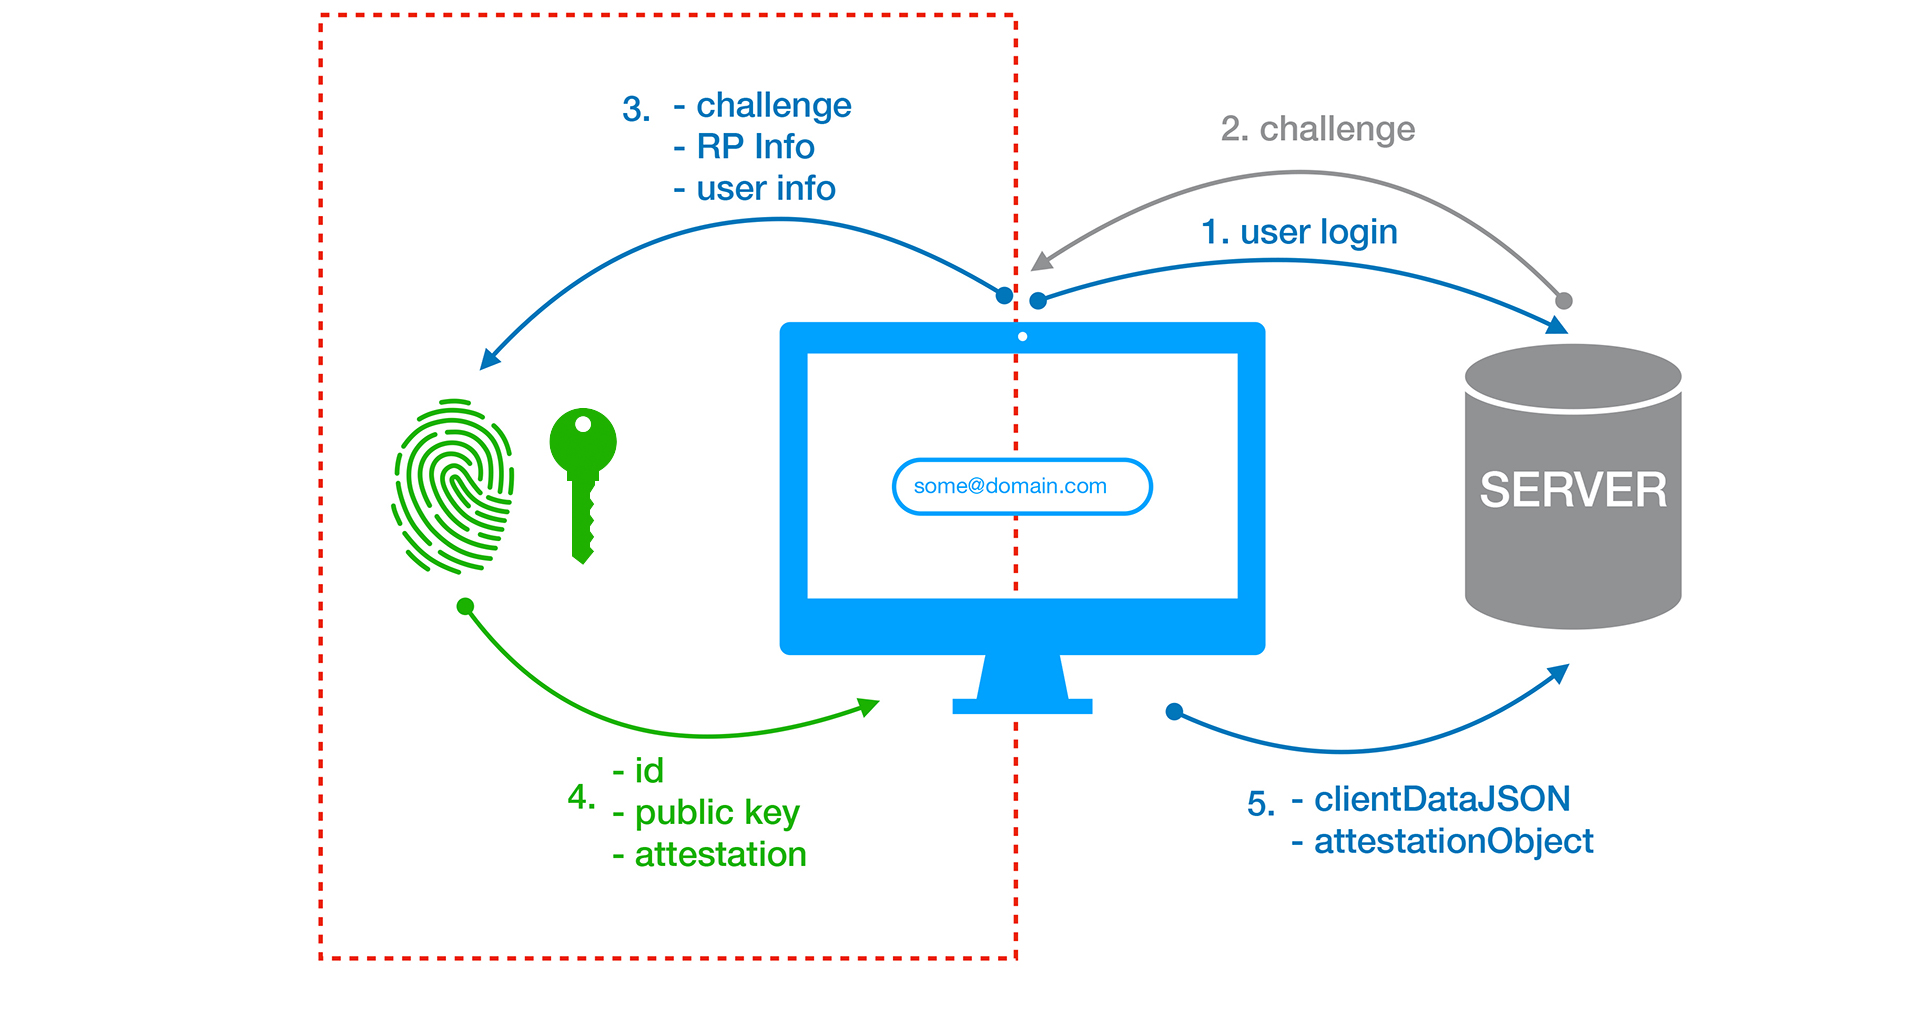 3. - challenge
- RP Info
- user info
2. challenge
1. user login
some@domain.com
SERVER
4. - id
- public key
- attestation
5. - clientDataJSON
- attestationObject